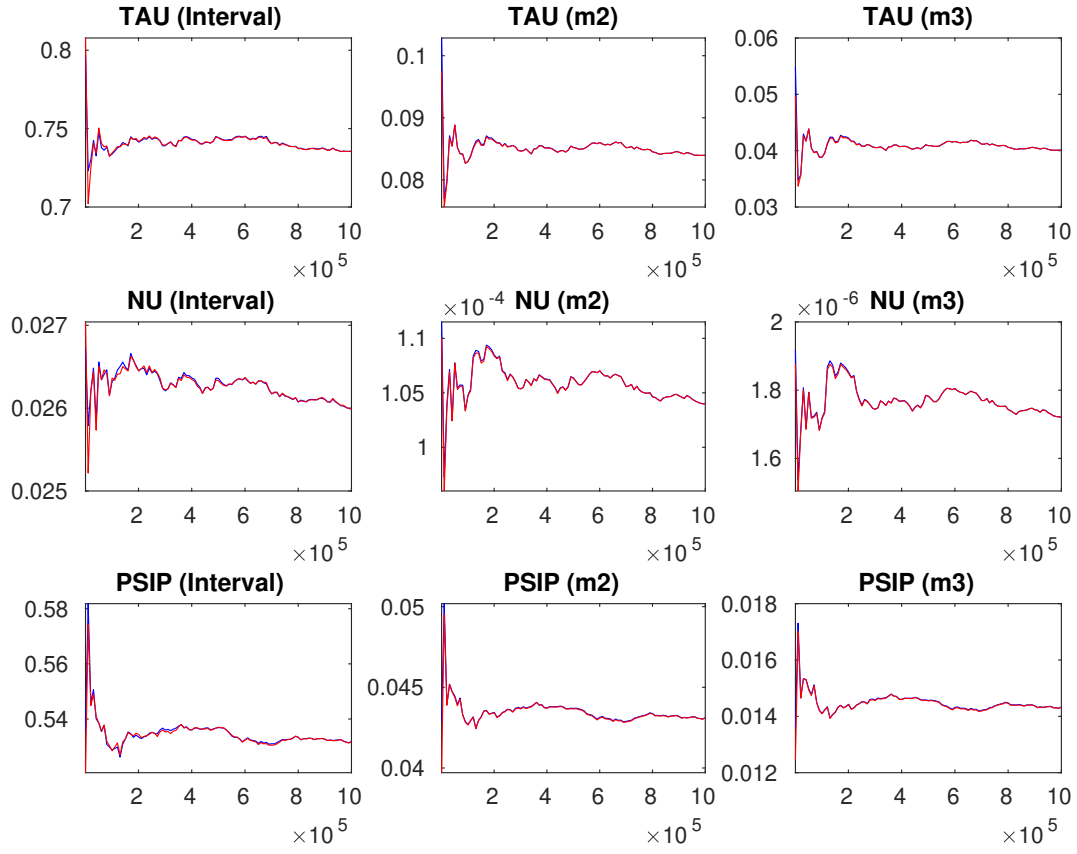 TAU (Interval)
0.8
0.75
0.7
2 4 6 8 10
×10^5
TAU (m2)
0.1
0.09
0.08
2 4 6 8 10
×10^5
TAU (m3)
0.06
0.05
0.04
0.03
2 4 6 8 10
×10^5
NU (Interval)
0.027
0.026
0.025
2 4 6 8 10
×10^5
×10^-4 NU (m2)
1.1
1.05
1
2 4 6 8 10
×10^5
×10^-6 NU (m3)
2
1.8
1.6
2 4 6 8 10
×10^5
PSIP (Interval)
0.58
0.56
0.54
2 4 6 8 10
×10^5
PSIP (m2)
0.05
0.045
0.04
2 4 6 8 10
×10^5
PSIP (m3)
0.018
0.016
0.014
0.012
2 4 6 8 10
×10^5